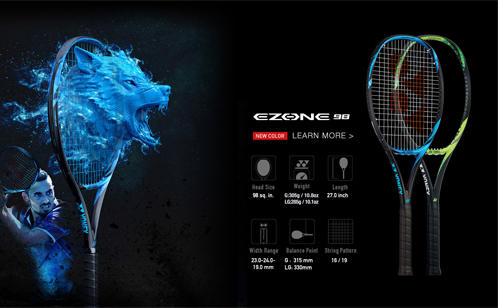 EZONE 98
NEW COLOR LEARN MORE >
Head Size
98 sq. in.
Weight
G:305g / 10.8oz
LG:285g / 10.1oz
Length
27.0 inch
Width Range
23.0-24.0-
19.0 mm
Balance Point
G : 315 mm
LG: 330mm
String Pattern
16 / 19
YONEX
YONEX